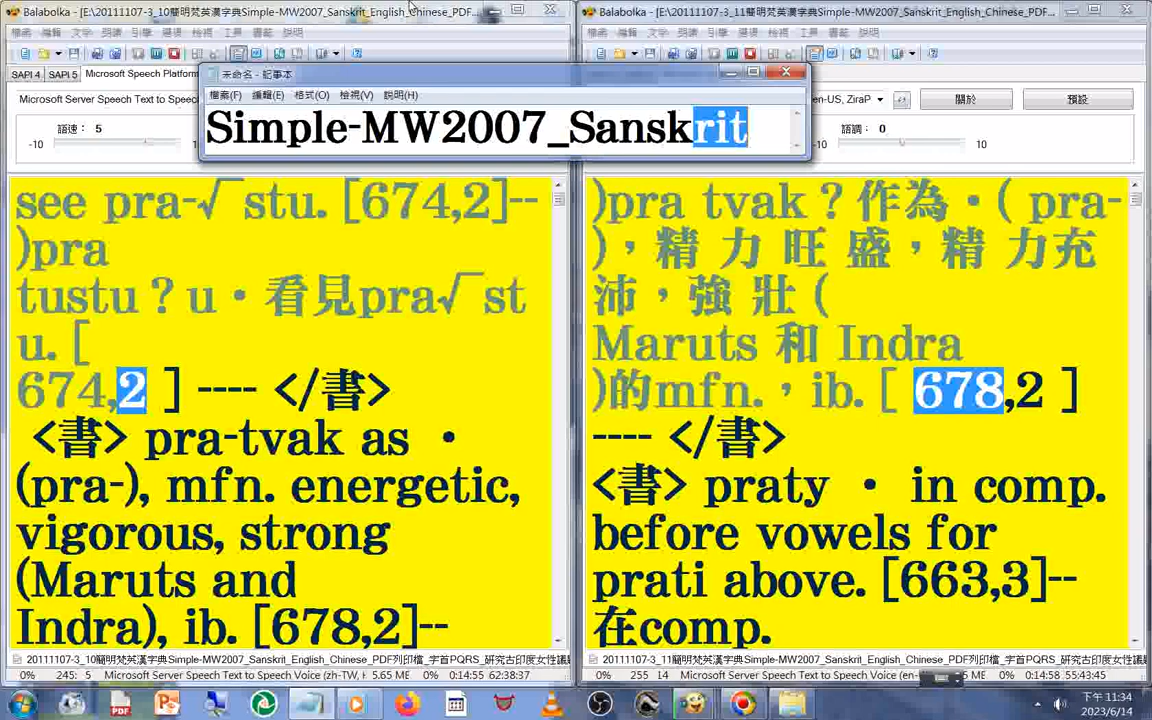 Balabolka - [E:\20111107-3_10簡明梵英漢字典Simple-MW2007_Sanskrit_English_Chinese_PDF...
Balabolka - [E:\20111107-3_11簡明梵英漢字典Simple-MW2007_Sanskrit_English_Chinese_PDF...
SAPI 4 SAPI 5 Microsoft Speech Platform
未命名 - 記事本
檔案(F) 編輯(E) 格式(O) 檢視(V) 說明(H)
Simple-MW2007_Sanskrit
Microsoft Server Speech Text to Spee
en-US, ZiraP
關於
預設
語速： 5
語調： 0
-10
-10
10
see pra-√ stu. [674,2]--
)pra
tustu？u‧看見pra√st
u. [
674,2 ] ---- </書>
<書> pra-tvak as ‧
(pra-), mfn. energetic,
vigorous, strong
(Maruts and
Indra), ib. [678,2]--
)pra tvak？作為‧( pra-
)，精 力 旺 盛，精 力充
沛，強 壯 (
Maruts 和 Indra
)的mfn.，ib. [ 678,2 ]
---- </書>
<書> praty ‧ in comp.
before vowels for
prati above. [663,3]--
在comp.
20111107-3_10簡明梵英漢字典Simple-MW2007_Sanskrit_English_Chinese_PDF列印檔_字首PQRS_研究古印度女性議
20111107-3_11簡明梵英漢字典Simple-MW2007_Sanskrit_English_Chinese_PDF列印檔_字首PQRS_研究古印度女性議
0% 245: 5 Microsoft Server Speech Text to Speech Voice (zh-TW, H 5.65 ME 0:14:55 62:38:37
0% 255 14 Microsoft Server Speech Text to Speech Voice (en- 0:14:58 55:43:45
下午 11:34
2023/6/14